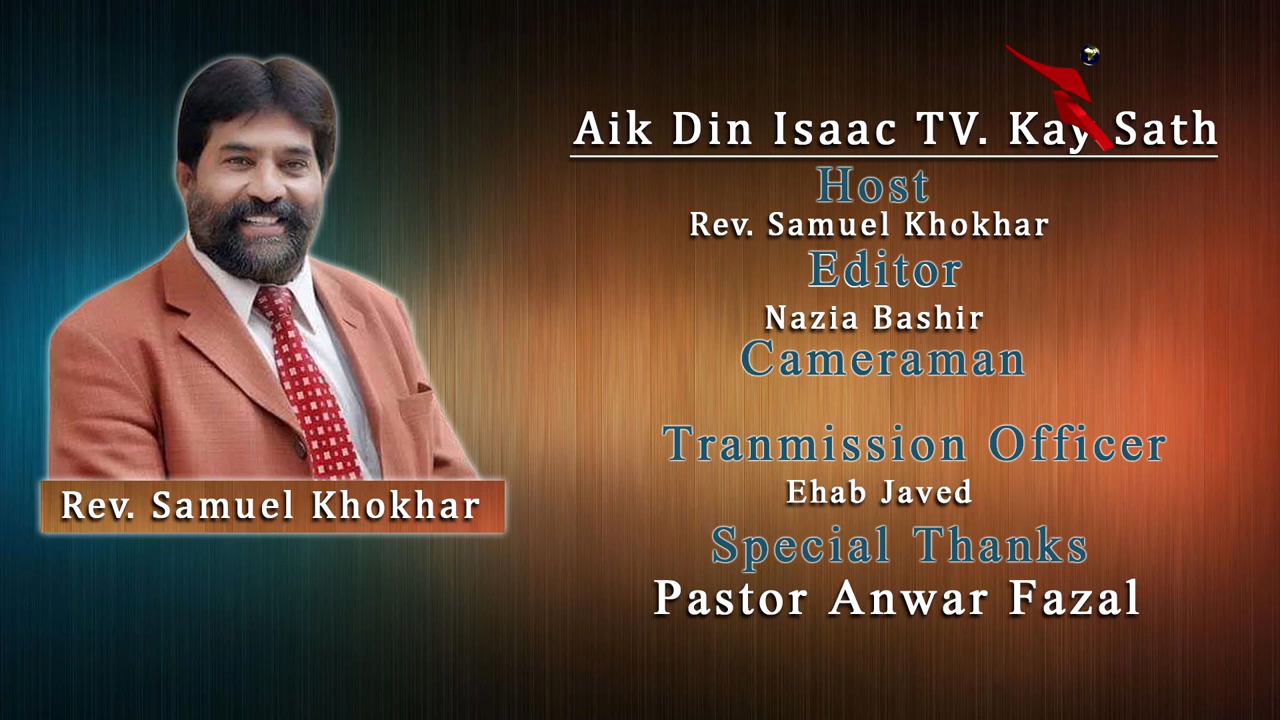 Aik Din Isaac TV. Kay Sath
Host
Rev. Samuel Khokhar
Editor
Nazia Bashir
Cameraman
Tranmission Officer
Ehab Javed
Special Thanks
Pastor Anwar Fazal
Rev. Samuel Khokhar